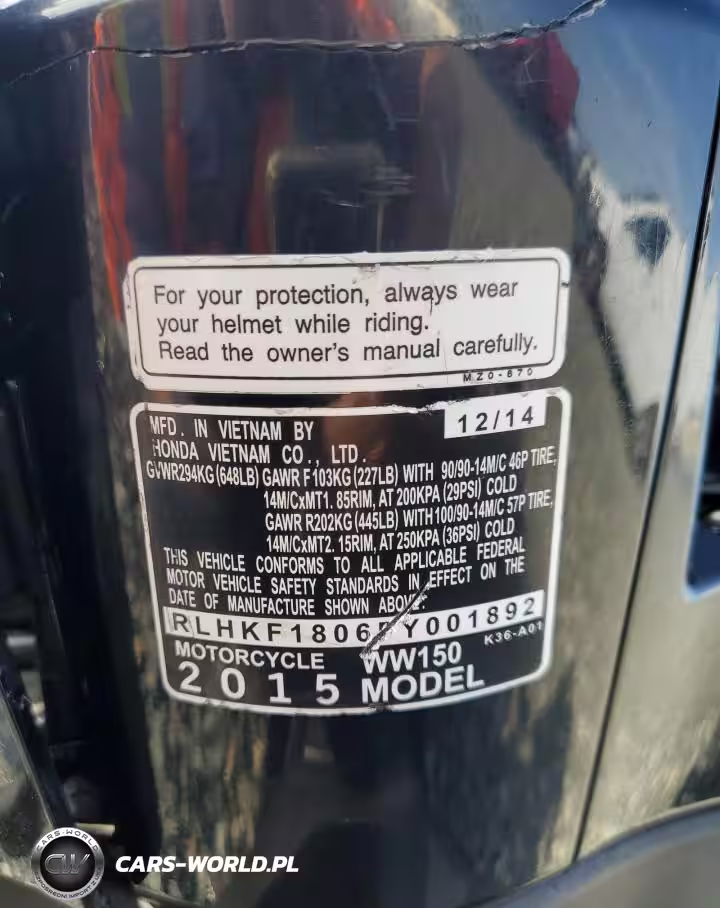 For your protection, always wear
your helmet while riding.
Read the owner's manual carefully.
MZ0-870
12/14
MFD. IN VIETNAM BY
HONDA VIETNAM CO., LTD.
GVWR294KG (648LB) GAWR F103KG (227LB) WITH 90/90-14M/C 46P TIRE,
14M/CxMT1. 85RIM, AT 200KPA (29PSI) COLD
GAWR R202KG (445LB) WITH100/90-14M/C 57P TIRE,
14M/CxMT2. 15RIM, AT 250KPA (36PSI) COLD
THIS VEHICLE CONFORMS TO ALL APPLICABLE FEDERAL
MOTOR VEHICLE SAFETY STANDARDS IN EFFECT ON THE
DATE OF MANUFACTURE SHOWN ABOVE.
K36-A01
MOTORCYCLE WW150
2015 MODEL
CARS-WORLD
CW
CARS-WORLD.PL